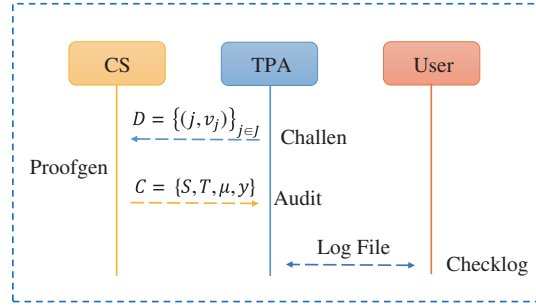 CS
TPA
User
D = {(j, v_j)}_{j∈J}
Challen
Proofgen
C = {S, T, μ, y}
Audit
Log File
Checklog